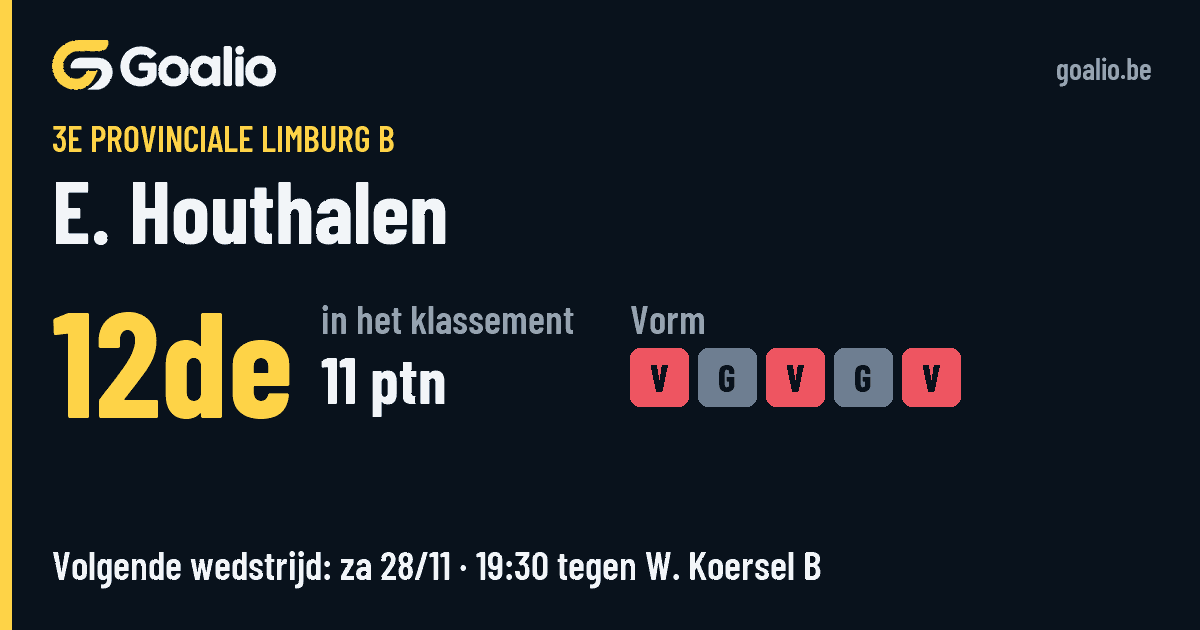 Goalio
goalio.be
3E PROVINCIALE LIMBURG B
E. Houthalen
12de
in het klassement
11 ptn
Vorm
V G V G V
Volgende wedstrijd: za 28/11 · 19:30 tegen W. Koersel B